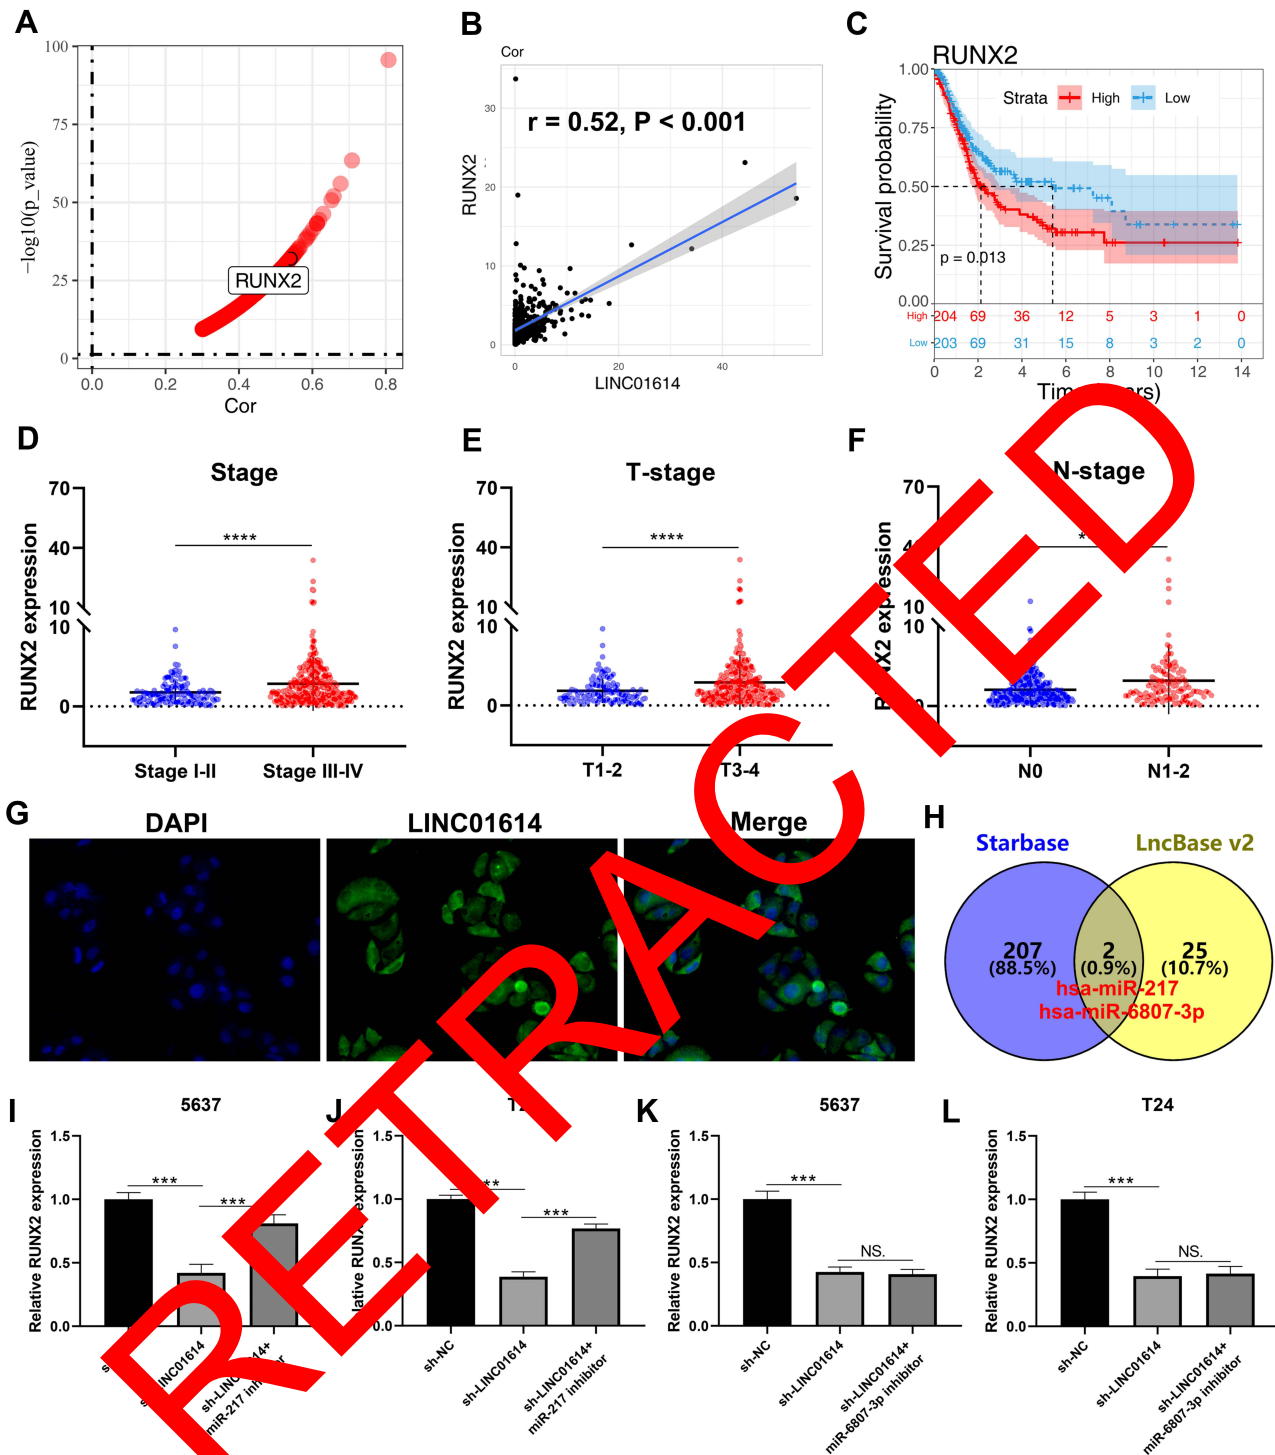 A
−log10(p_value)
100
75
50
25
0
RUNX2
0.0
0.2
0.4
0.6
0.8
Cor
B
Cor
r = 0.52, P < 0.001
RUNX2
30
20
10
0
0
20
40
LINC01614
C
RUNX2
Strata High Low
Survival probability
1.00
0.75
0.50
0.25
0.00
p = 0.013
High 204 69 36 12 5 3 1 0
Low 203 69 31 15 8 3 2 0
0 2 4 6 8 10 12 14
D
Stage
RUNX2 expression
70
40
10
10
0
****
Stage I-II
Stage III-IV
E
T-stage
RUNX2 expression
70
40
10
10
0
****
T1-2
T3-4
F
N-stage
RUNX2 expression
70
10
10
N0
N1-2
G
DAPI
LINC01614
Merge
H
Starbase
LncBase v2
207
(88.5%)
2
(0.9%)
25
(10.7%)
hsa-miR-217
hsa-miR-6807-3p
I
5637
Relative RUNX2 expression
1.5
1.0
0.5
0.0
***
***
J
1.5
1.0
0.5
0.0
***
sh-NC
sh-LINC01614
sh-LINC01614+
miR-217 inhibitor
K
5637
Relative RUNX2 expression
1.5
1.0
0.5
0.0
***
NS.
sh-NC
sh-LINC01614
sh-LINC01614+
miR-6807-3p inhibitor
L
T24
Relative RUNX2 expression
1.5
1.0
0.5
0.0
***
NS.
sh-NC
sh-LINC01614
sh-LINC01614+
miR-6807-3p inhibitor
RETRACTED